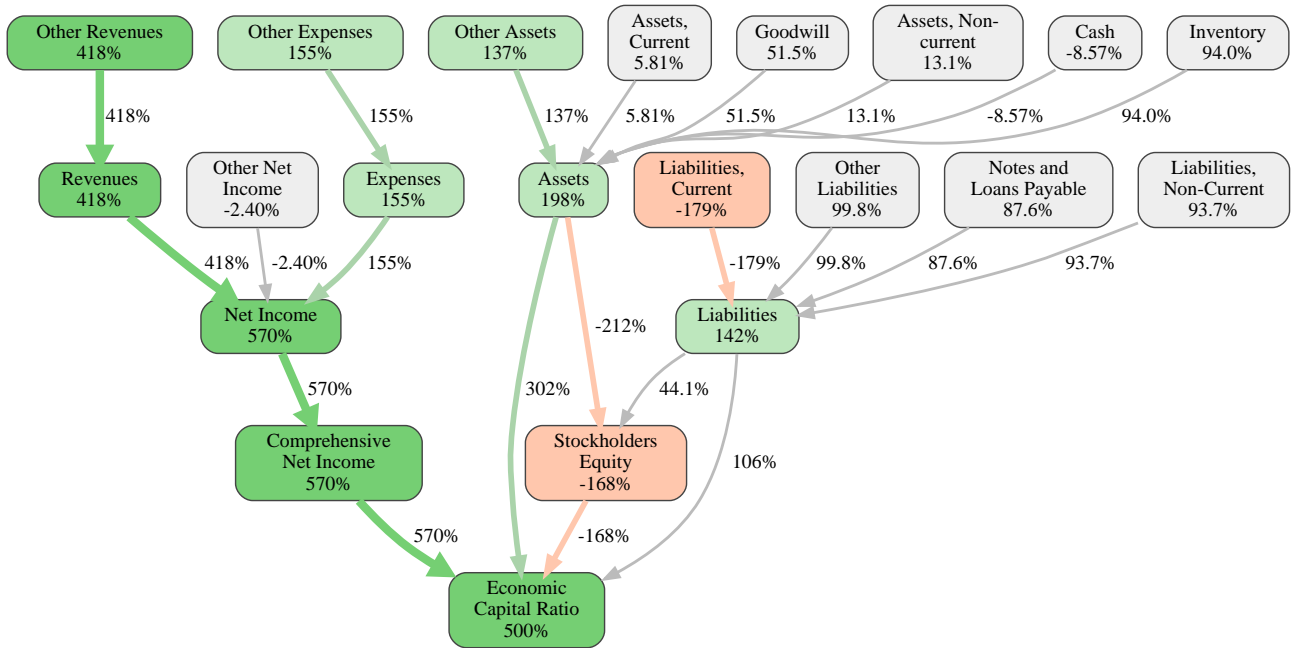 Other Revenues
418%
Other Expenses
155%
Other Assets
137%
Assets,
Current
5.81%
Goodwill
51.5%
Assets, Non-
current
13.1%
Cash
-8.57%
Inventory
94.0%
418%
155%
137%
5.81%
51.5%
13.1%
-8.57%
94.0%
Revenues
418%
Other Net
Income
-2.40%
Expenses
155%
Assets
198%
Liabilities,
Current
-179%
Other
Liabilities
99.8%
Notes and
Loans Payable
87.6%
Liabilities,
Non-Current
93.7%
418%
-2.40%
155%
-179%
99.8%
87.6%
93.7%
Net Income
570%
-212%
Liabilities
142%
570%
302%
44.1%
Comprehensive
Net Income
570%
Stockholders
Equity
-168%
106%
570%
-168%
Economic
Capital Ratio
500%